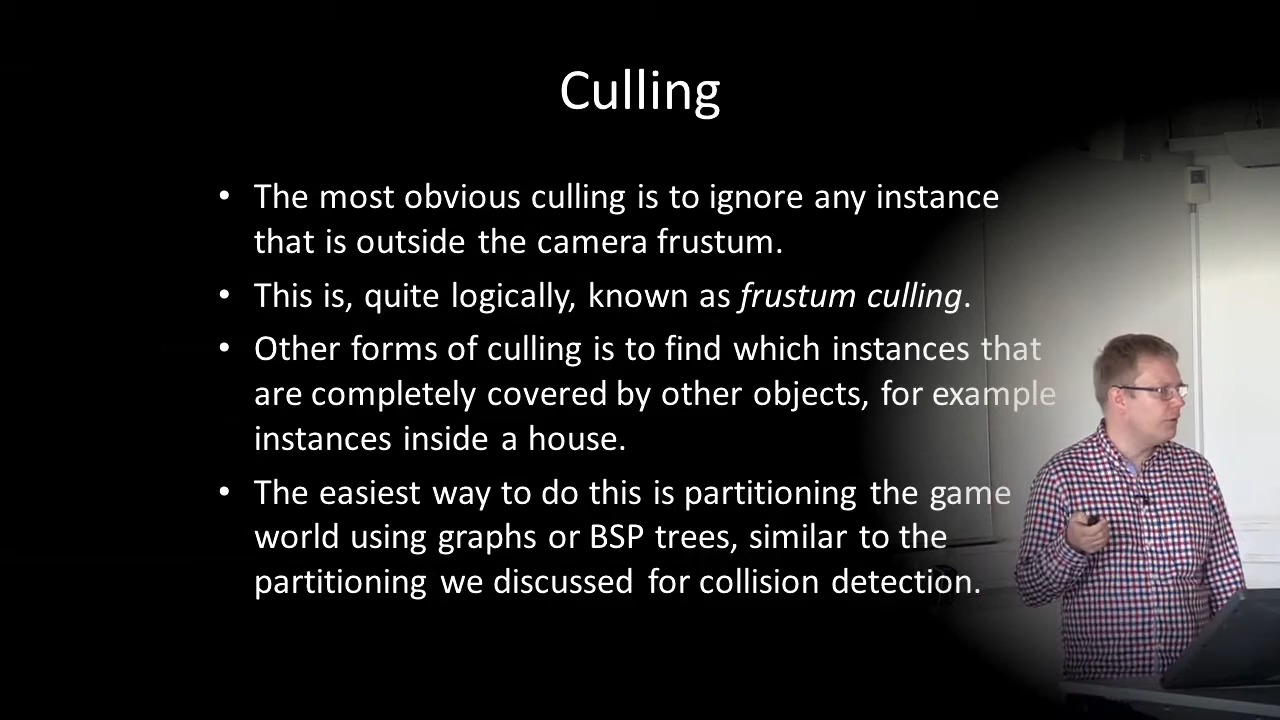 Culling
• The most obvious culling is to ignore any instance
that is outside the camera frustum.
• This is, quite logically, known as frustum culling.
• Other forms of culling is to find which instances that
are completely covered by other objects, for example
instances inside a house.
• The easiest way to do this is partitioning the game
world using graphs or BSP trees, similar to the
partitioning we discussed for collision detection.